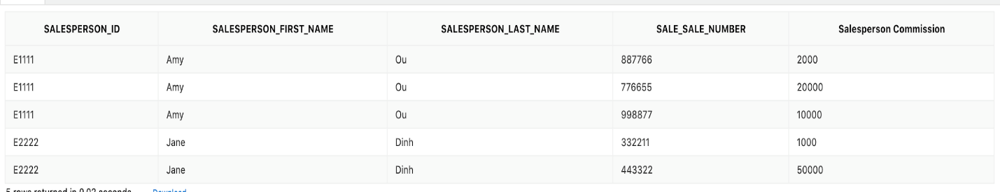 SALESPERSON_ID SALESPERSON_FIRST_NAME SALESPERSON_LAST_NAME SALE_SALE_NUMBER Salesperson Commission
E1111 Amy Ou 887766 2000
E1111 Amy Ou 776655 20000
E1111 Amy Ou 998877 10000
E2222 Jane Dinh 332211 1000
E2222 Jane Dinh 443322 50000
5 rows returned in 0.02 seconds Download